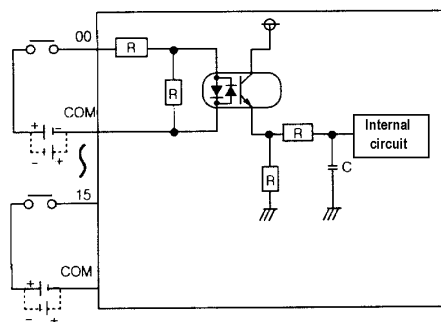 00
R
R
COM
+ -
- +
R
Internal
circuit
C
R
15
COM
+ -
- +